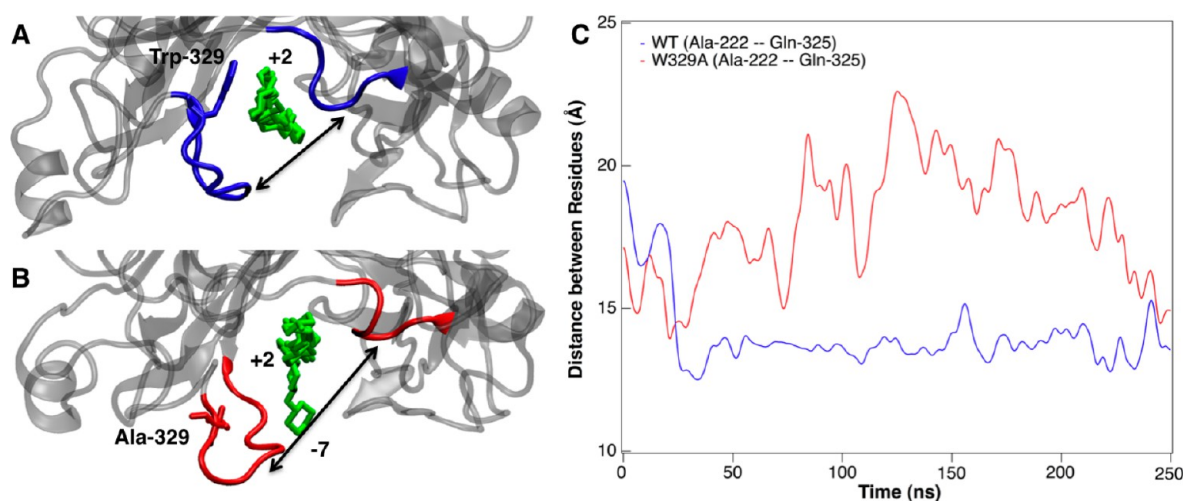 A
Trp-329
+2
B
+2
Ala-329
-7
C
25
20
15
10
Distance between Residues (Å)
- WT (Ala-222 -- Gln-325)
- W329A (Ala-222 -- Gln-325)
0
50
100
150
200
250
Time (ns)